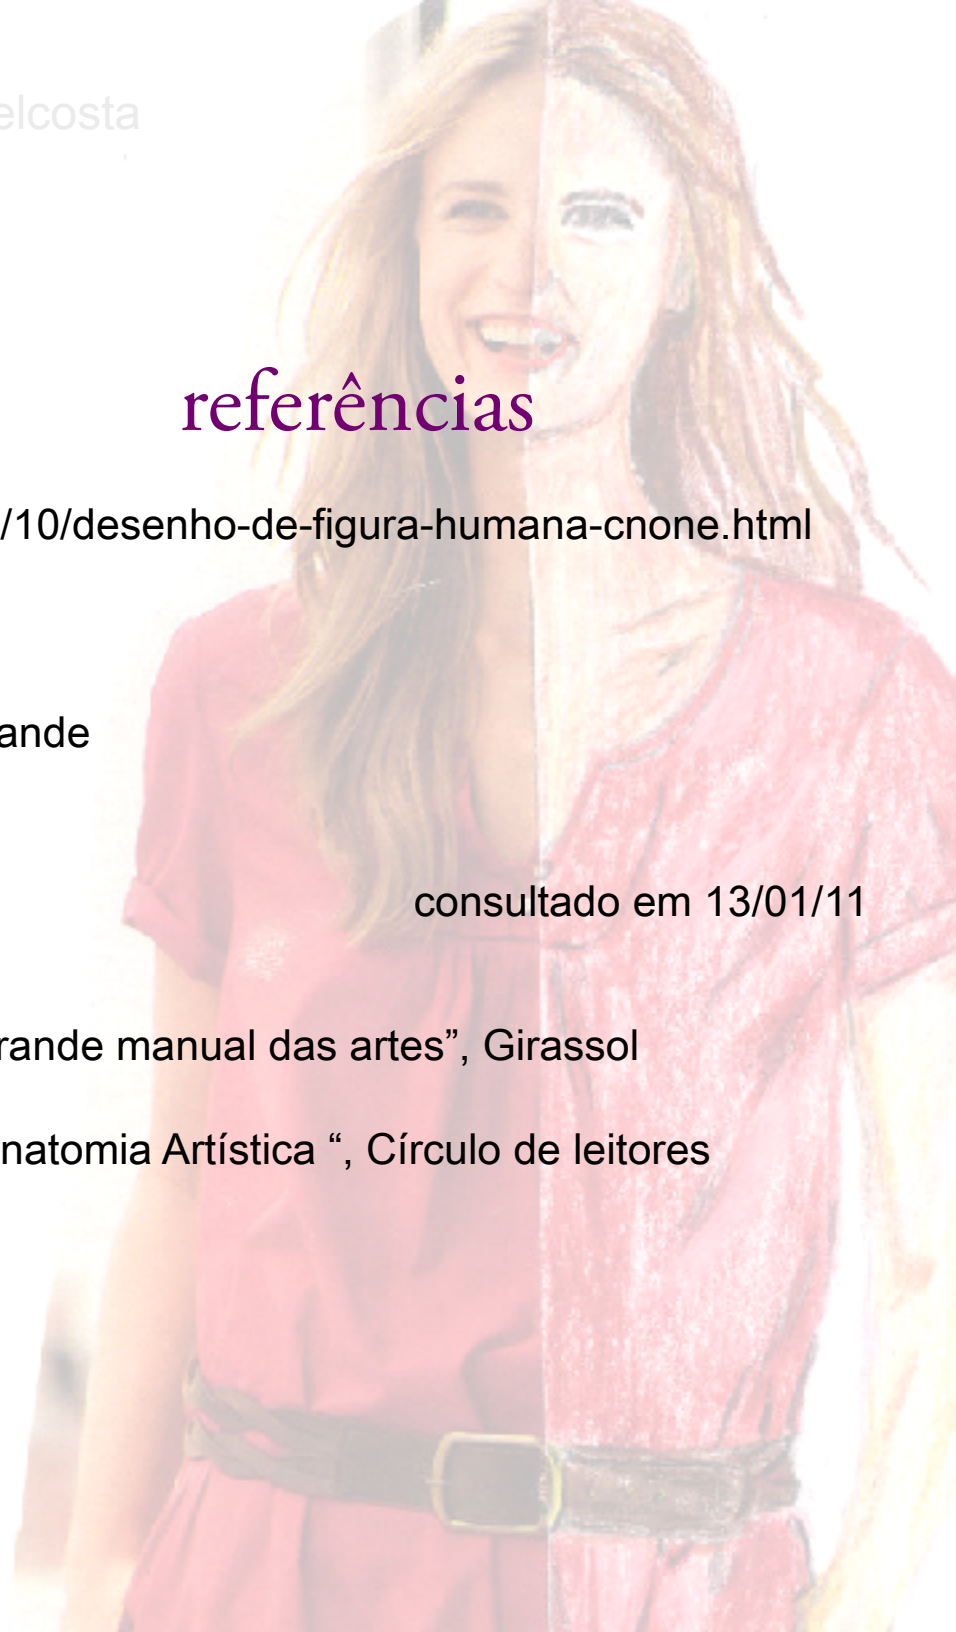 elcosta
referências
/10/desenho-de-figura-humana-cnone.html
ande
consultado em 13/01/11
rande manual das artes”, Girassol
natomia Artística “, Círculo de leitores